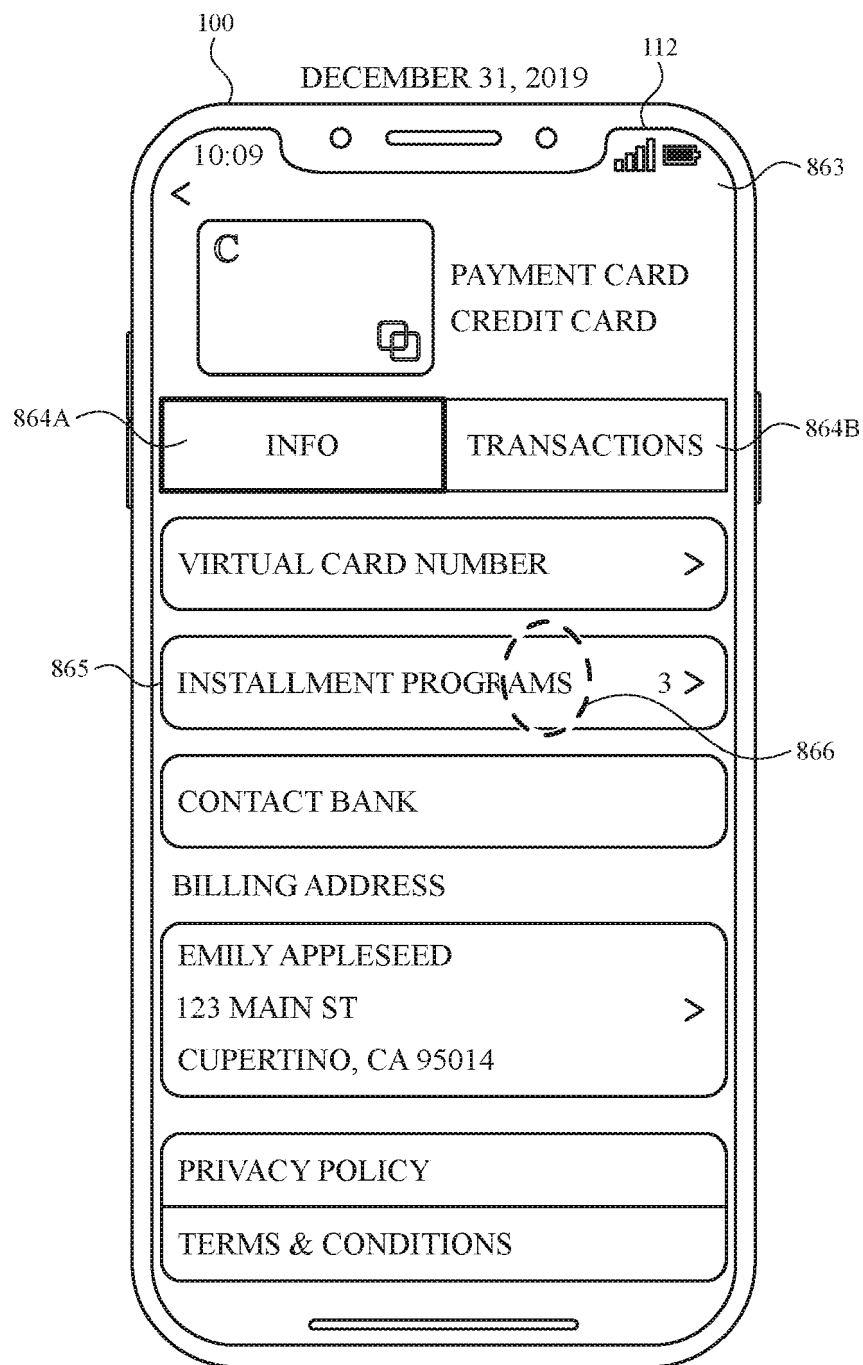 100
DECEMBER 31, 2019
112
10:09
863
<
C
PAYMENT CARD
CREDIT CARD
864A
INFO
TRANSACTIONS
864B
VIRTUAL CARD NUMBER >
865
INSTALLMENT PROGRAMS 3 >
866
CONTACT BANK
BILLING ADDRESS
EMILY APPLESEED
123 MAIN ST >
CUPERTINO, CA 95014
PRIVACY POLICY
TERMS & CONDITIONS